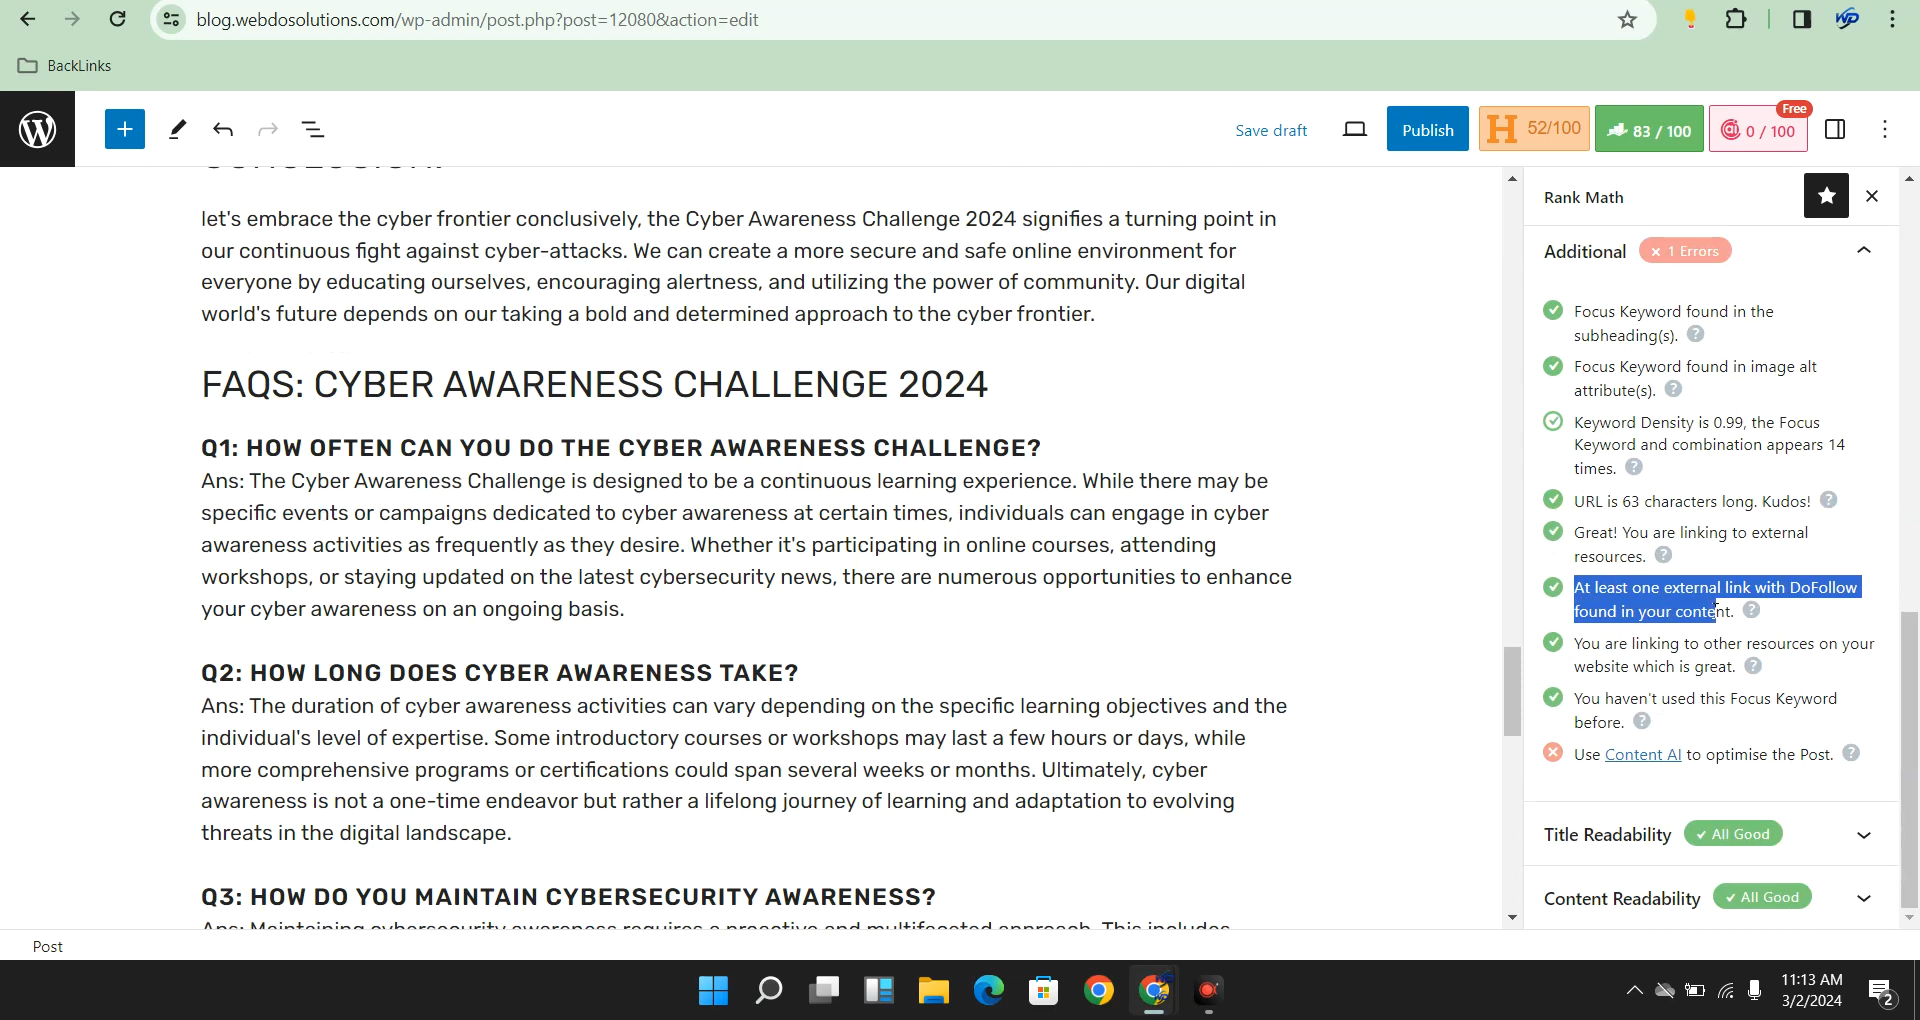 blog.webdosolutions.com/wp-admin/post.php?post=12080&action=edit
BackLinks
Save draft
Publish
H 52/100
83 / 100
Free
ai 0 / 100
Rank Math
let's embrace the cyber frontier conclusively, the Cyber Awareness Challenge 2024 signifies a turning point in
our continuous fight against cyber-attacks. We can create a more secure and safe online environment for
everyone by educating ourselves, encouraging alertness, and utilizing the power of community. Our digital
world's future depends on our taking a bold and determined approach to the cyber frontier.
FAQS: CYBER AWARENESS CHALLENGE 2024
Q1: HOW OFTEN CAN YOU DO THE CYBER AWARENESS CHALLENGE?
Ans: The Cyber Awareness Challenge is designed to be a continuous learning experience. While there may be
specific events or campaigns dedicated to cyber awareness at certain times, individuals can engage in cyber
awareness activities as frequently as they desire. Whether it's participating in online courses, attending
workshops, or staying updated on the latest cybersecurity news, there are numerous opportunities to enhance
your cyber awareness on an ongoing basis.
Q2: HOW LONG DOES CYBER AWARENESS TAKE?
Ans: The duration of cyber awareness activities can vary depending on the specific learning objectives and the
individual's level of expertise. Some introductory courses or workshops may last a few hours or days, while
more comprehensive programs or certifications could span several weeks or months. Ultimately, cyber
awareness is not a one-time endeavor but rather a lifelong journey of learning and adaptation to evolving
threats in the digital landscape.
Q3: HOW DO YOU MAINTAIN CYBERSECURITY AWARENESS?
Additional
× 1 Errors
Focus Keyword found in the
subheading(s).
Focus Keyword found in image alt
attribute(s).
Keyword Density is 0.99, the Focus
Keyword and combination appears 14
times.
URL is 63 characters long. Kudos!
Great! You are linking to external
resources.
At least one external link with DoFollow
found in your content.
You are linking to other resources on your
website which is great.
You haven't used this Focus Keyword
before.
Use Content AI to optimise the Post.
Title Readability
All Good
Content Readability
All Good
Post
11:13 AM
3/2/2024
2